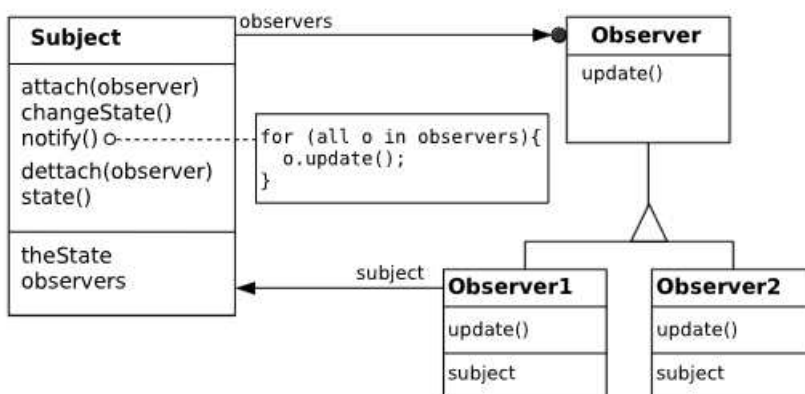 observers
Subject
attach(observer)
changeState()
notify()
dettach(observer)
state()
theState
observers
for (all o in observers){
o.update();
}
Observer
update()
subject
Observer1
update()
subject
Observer2
update()
subject